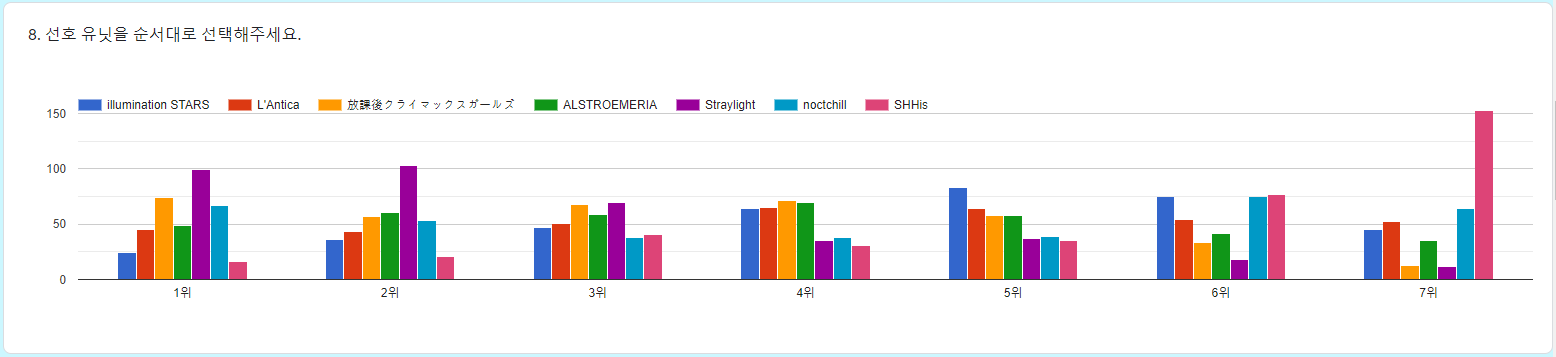 8. 선호 유닛을 순서대로 선택해주세요.
illumination STARS L'Antica 放課後クライマックスガールズ ALSTROEMERIA Straylight noctchill SHHis
150
100
50
0
1위 2위 3위 4위 5위 6위 7위